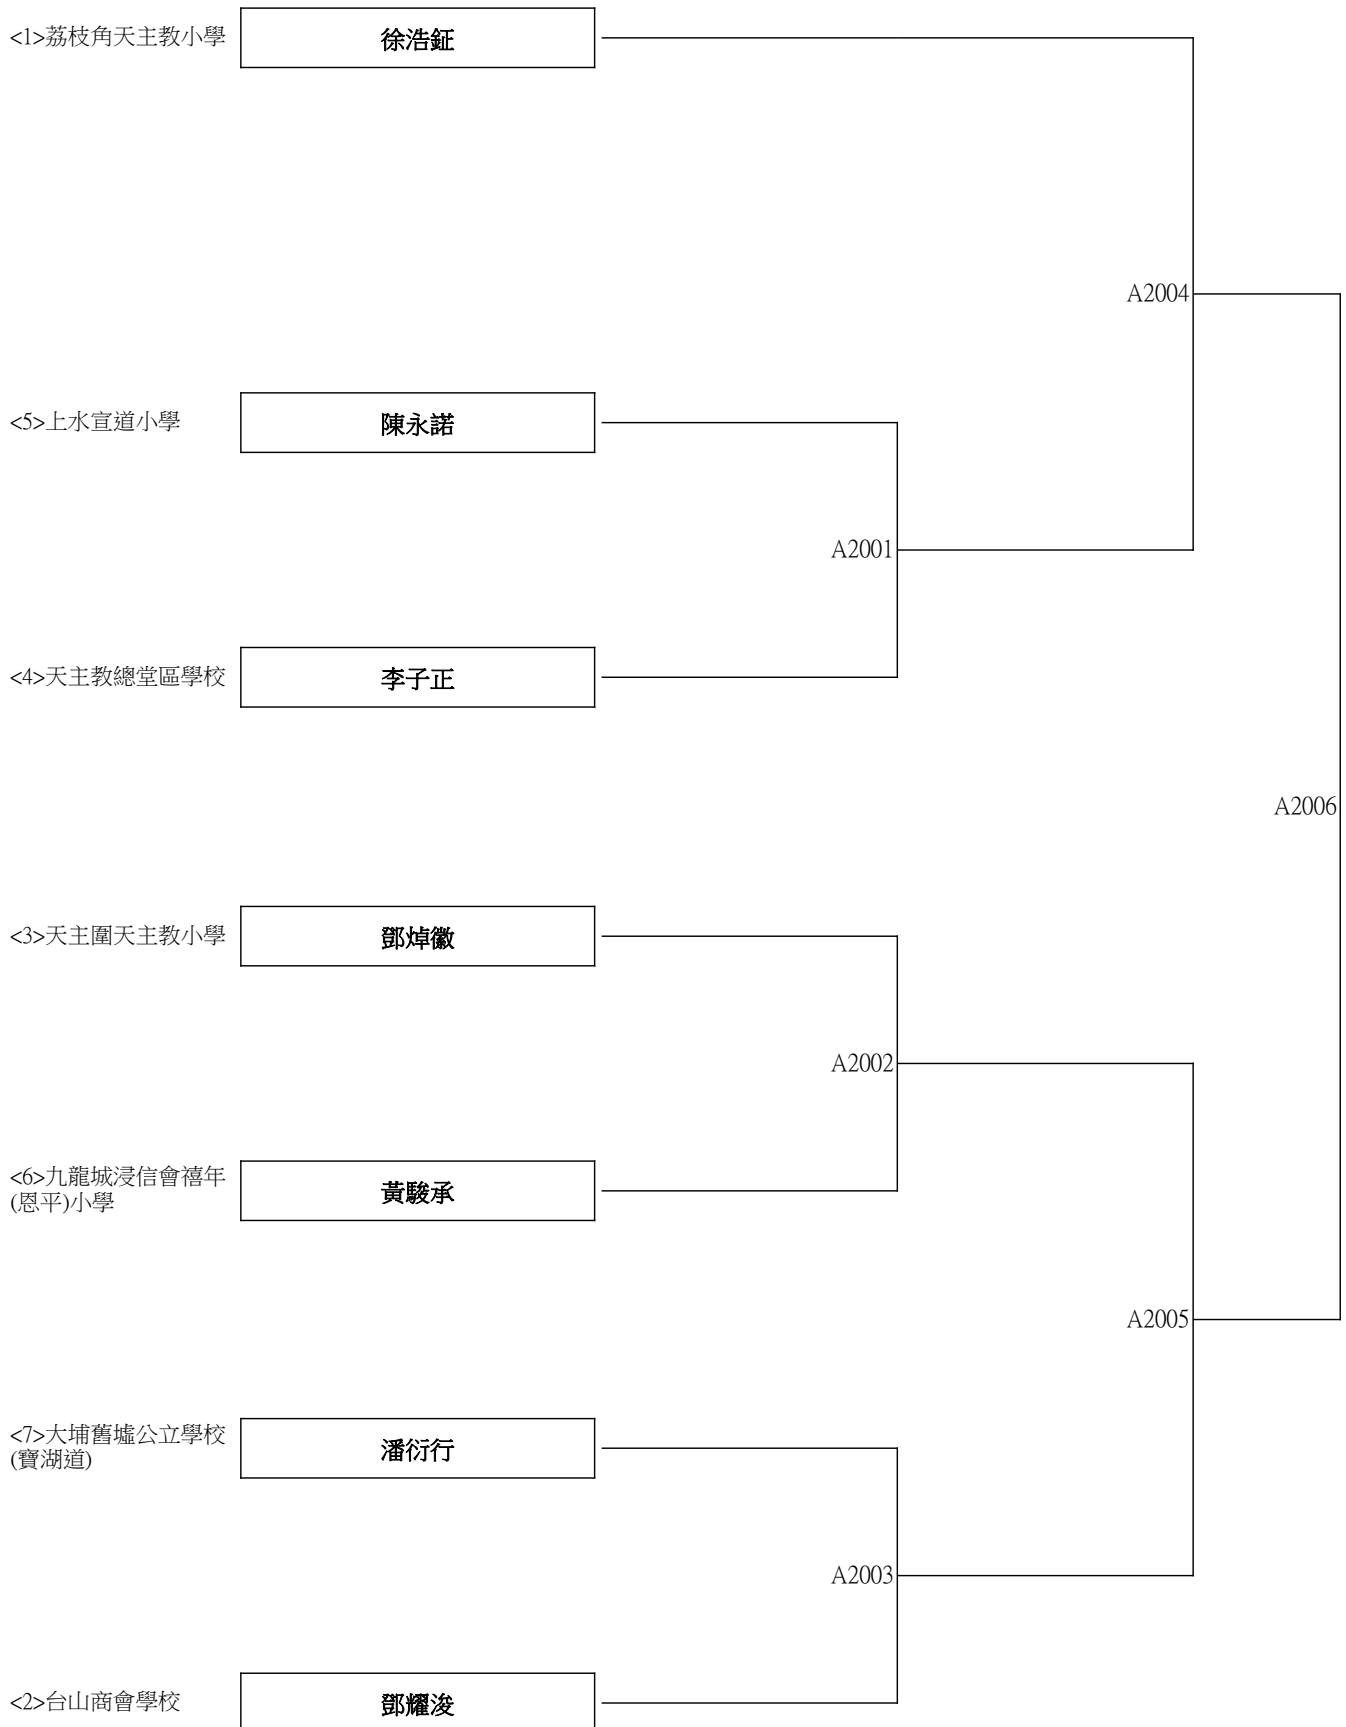 <1>荔枝角天主教小學
徐浩鉦
A2004
<5>上水宣道小學
陳永諾
A2001
<4>天主教總堂區學校
李子正
A2006
<3>天主圍天主教小學
鄧焯徽
A2002
<6>九龍城浸信會禧年
(恩平)小學
黃駿承
A2005
<7>大埔舊墟公立學校
(寶湖道)
潘衍行
A2003
<2>台山商會學校
鄧耀浚